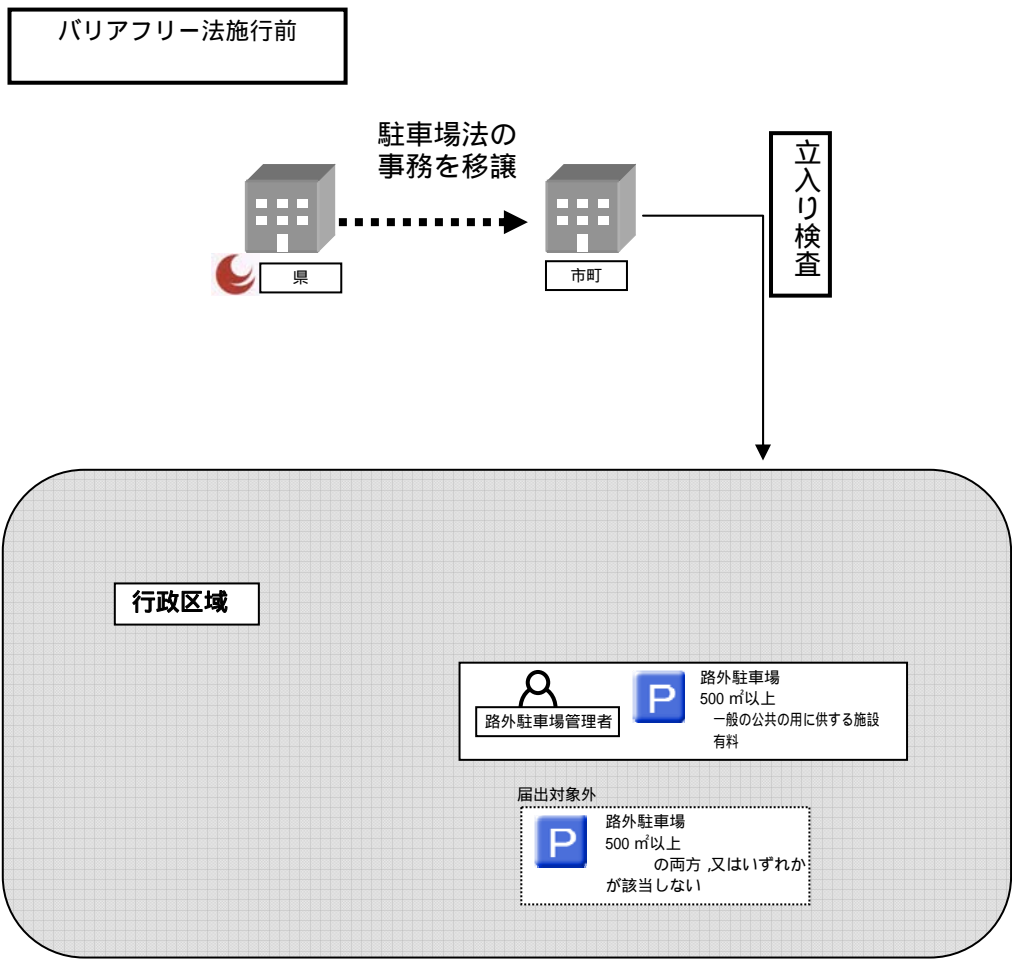 バリアフリー法施行前
駐車場法の
事務を移譲
立入り検査
県
市町
行政区域
路外駐車場管理者
P
路外駐車場
500 ㎡以上
一般の公共の用に供する施設
有料
届出対象外
P
路外駐車場
500 ㎡以上
の両方,又はいずれか
が該当しない